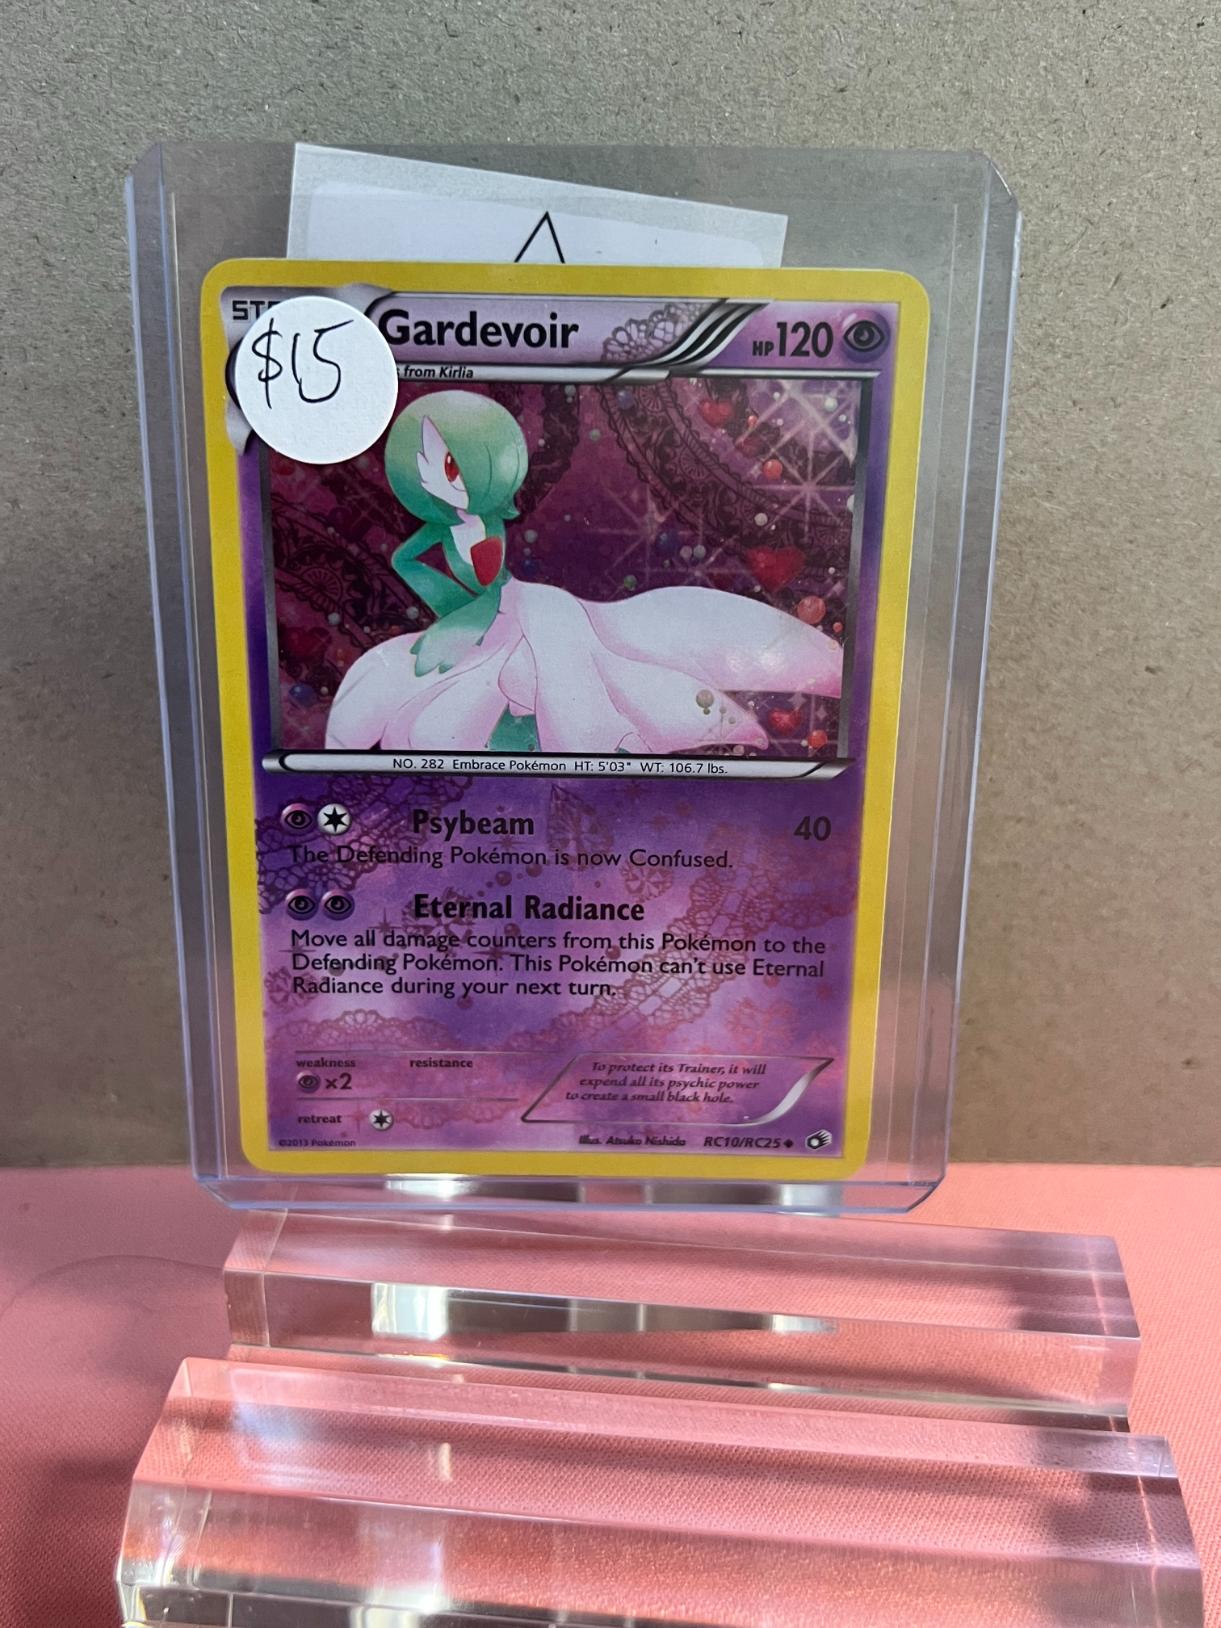 ST
$15
Gardevoir
HP 120
s from Kirlia
NO. 282 Embrace Pokémon HT: 5'03" WT: 106.7 lbs.
Psybeam 40
The Defending Pokémon is now Confused.
Eternal Radiance
Move all damage counters from this Pokémon to the
Defending Pokémon. This Pokémon can't use Eternal
Radiance during your next turn.
weakness resistance
×2
retreat
To protect its Trainer, it will
expend all its psychic power
to create a small black hole.
©2013 Pokémon Illus. Atsuko Nishida RC10/RC25